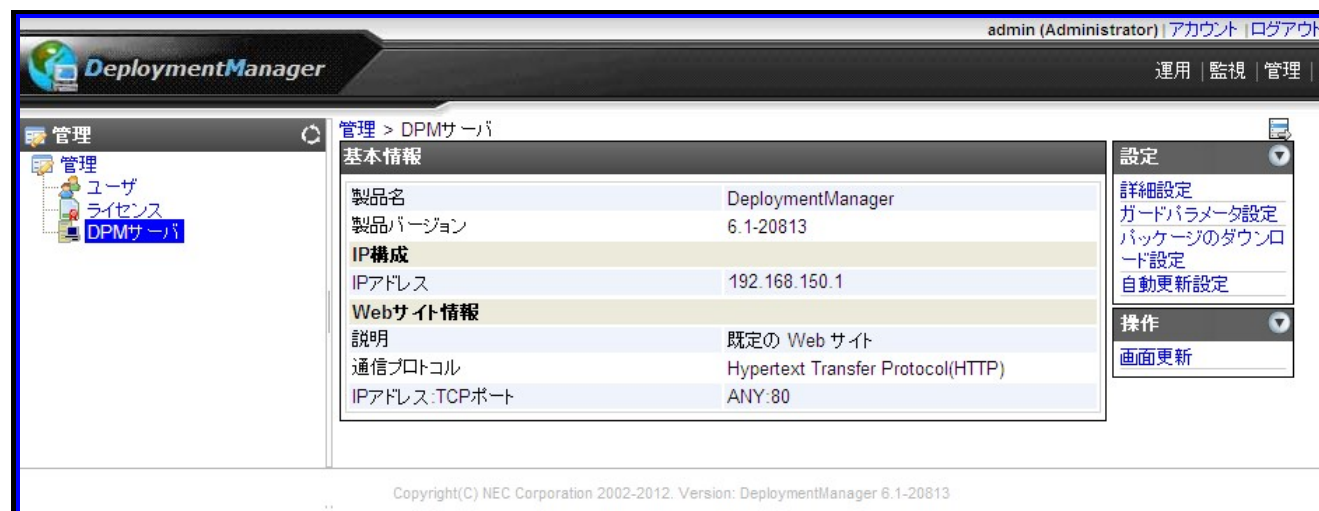 admin (Administrator) | アカウント | ログアウト
DeploymentManager
運用 | 監視 | 管理 |
管理
管理
ユーザ
ライセンス
DPMサーバ
管理 > DPMサーバ
基本情報
製品名 DeploymentManager
製品バージョン 6.1-20813
IP構成
IPアドレス 192.168.150.1
Webサイト情報
説明 既定の Web サイト
通信プロトコル Hypertext Transfer Protocol(HTTP)
IPアドレス:TCPポート ANY:80
設定
詳細設定
ガードパラメータ設定
パッケージのダウンロ
ード設定
自動更新設定
操作
画面更新
Copyright(C) NEC Corporation 2002-2012. Version: DeploymentManager 6.1-20813